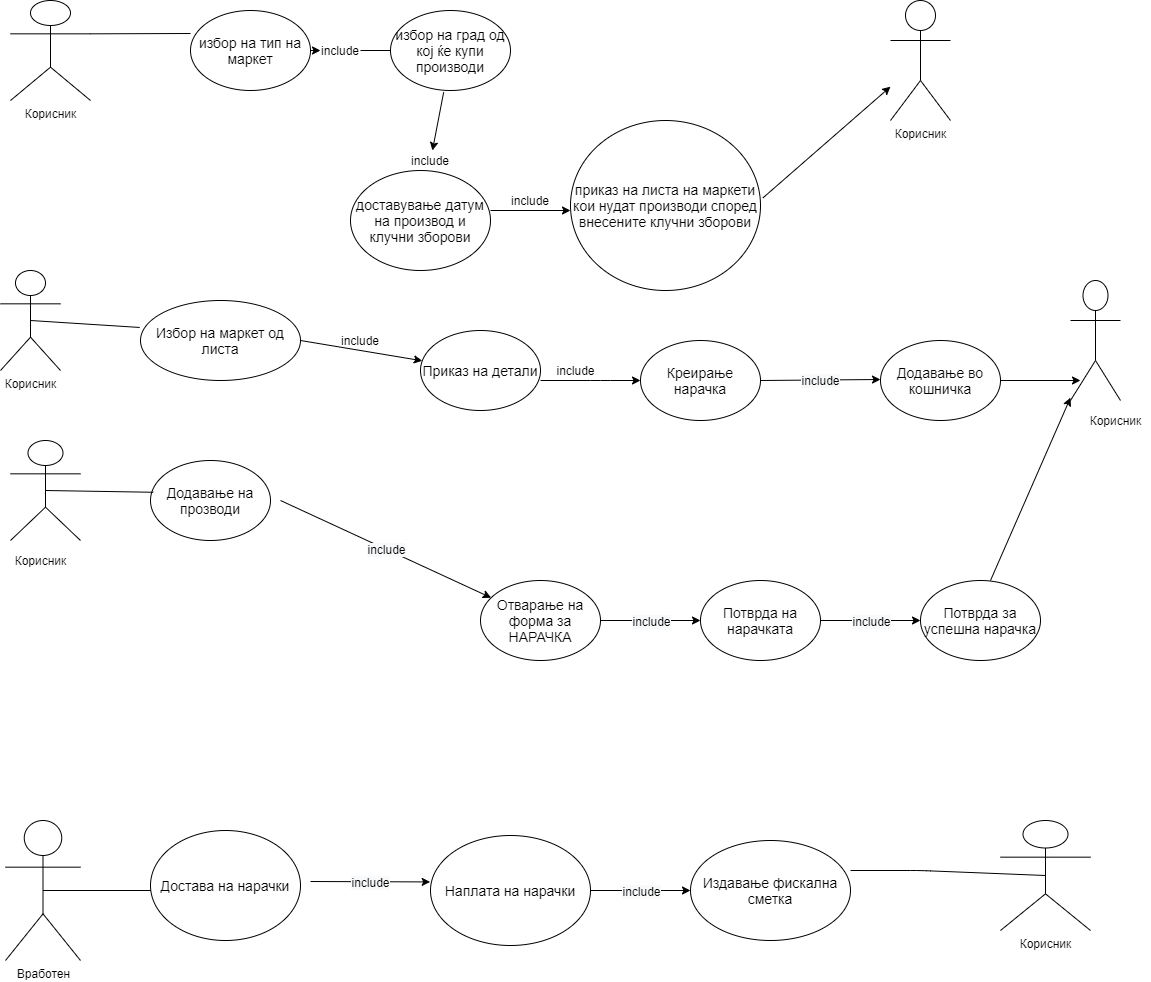 избор на тип на
маркет
include
избор на град од
кој ќе купи
производи
Корисник
Корисник
include
доставување датум
на производ и
клучни зборови
include
приказ на листа на маркети
кои нудат производи според
внесените клучни зборови
Корисник
Избор на маркет од
листа
include
Приказ на детали
include
Креирање
нарачка
include
Додавање во
кошничка
Корисник
Корисник
Додавање на
прозводи
include
Отварање на
форма за
НАРАЧКА
include
Потврда на
нарачката
include
Потврда за
успешна нарачка
Достава на нарачки
include
Наплата на нарачки
include
Издавање фискална
сметка
Корисник
Вработен